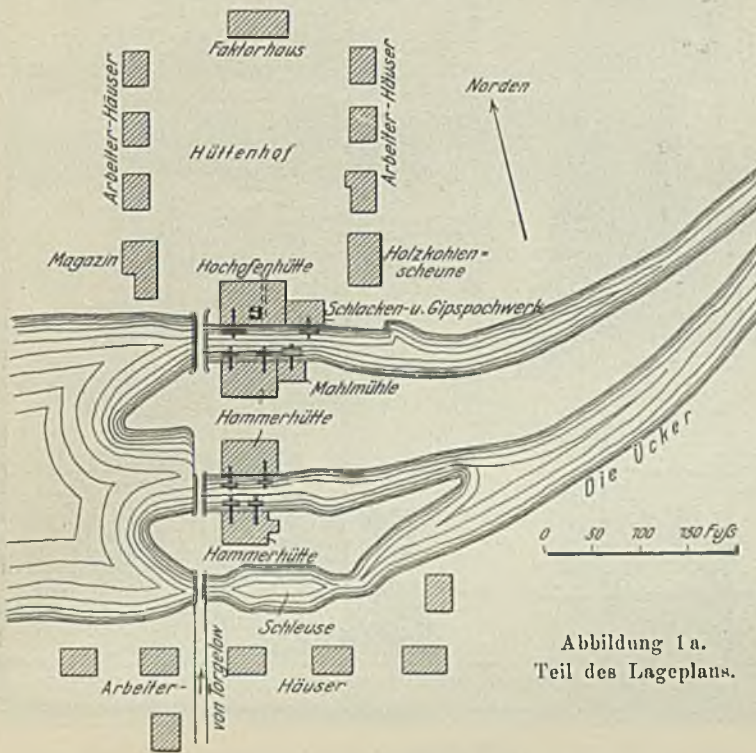 Faktorhaus
Arbeiter-Häuser
Arbeiter-Häuser
Norden
Hüttenhof
Magazin
Hochofenhütte
Holzkohlen=
scheune
Schlacken-u. Gipspochwerk
Mahlmühle
Hammerhütte
Die Ücker
0 50 100 150 Fuß
Hammerhütte
Schleuse
von Torgelow
Arbeiter- Häuser
Abbildung 1a.
Teil des Lageplans.